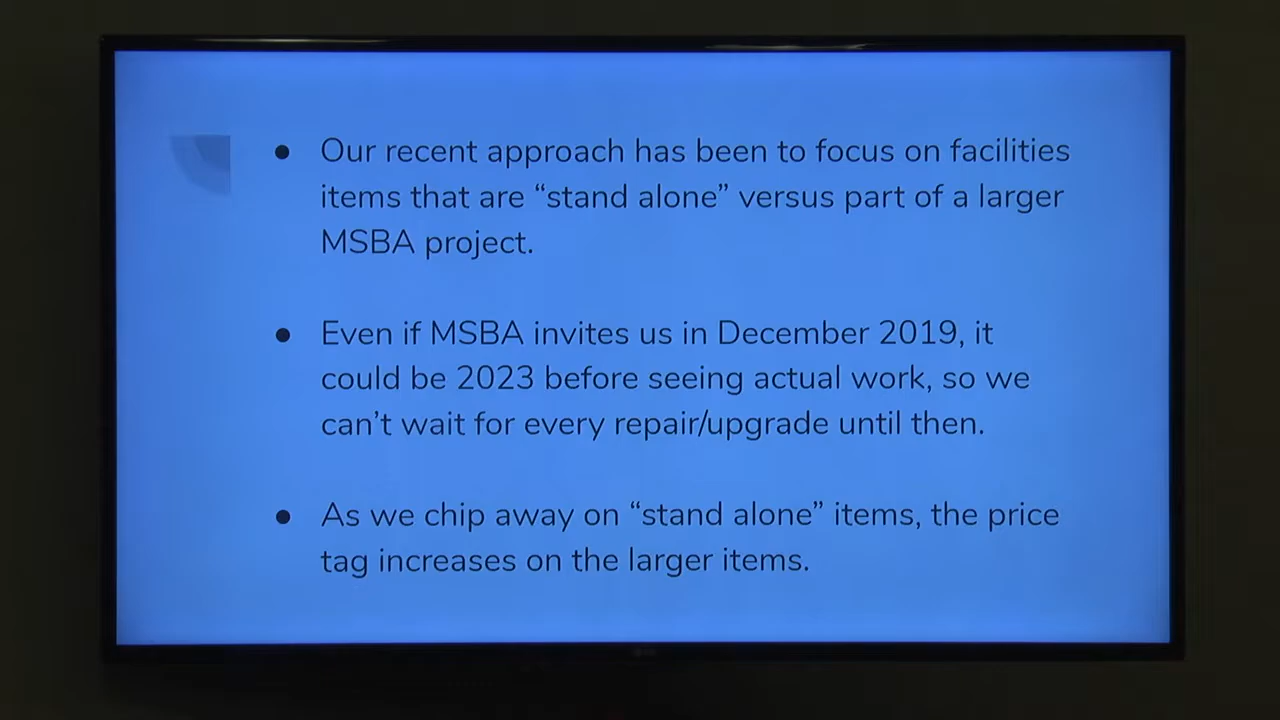 ● Our recent approach has been to focus on facilities
items that are “stand alone” versus part of a larger
MSBA project.
● Even if MSBA invites us in December 2019, it
could be 2023 before seeing actual work, so we
can’t wait for every repair/upgrade until then.
● As we chip away on “stand alone” items, the price
tag increases on the larger items.